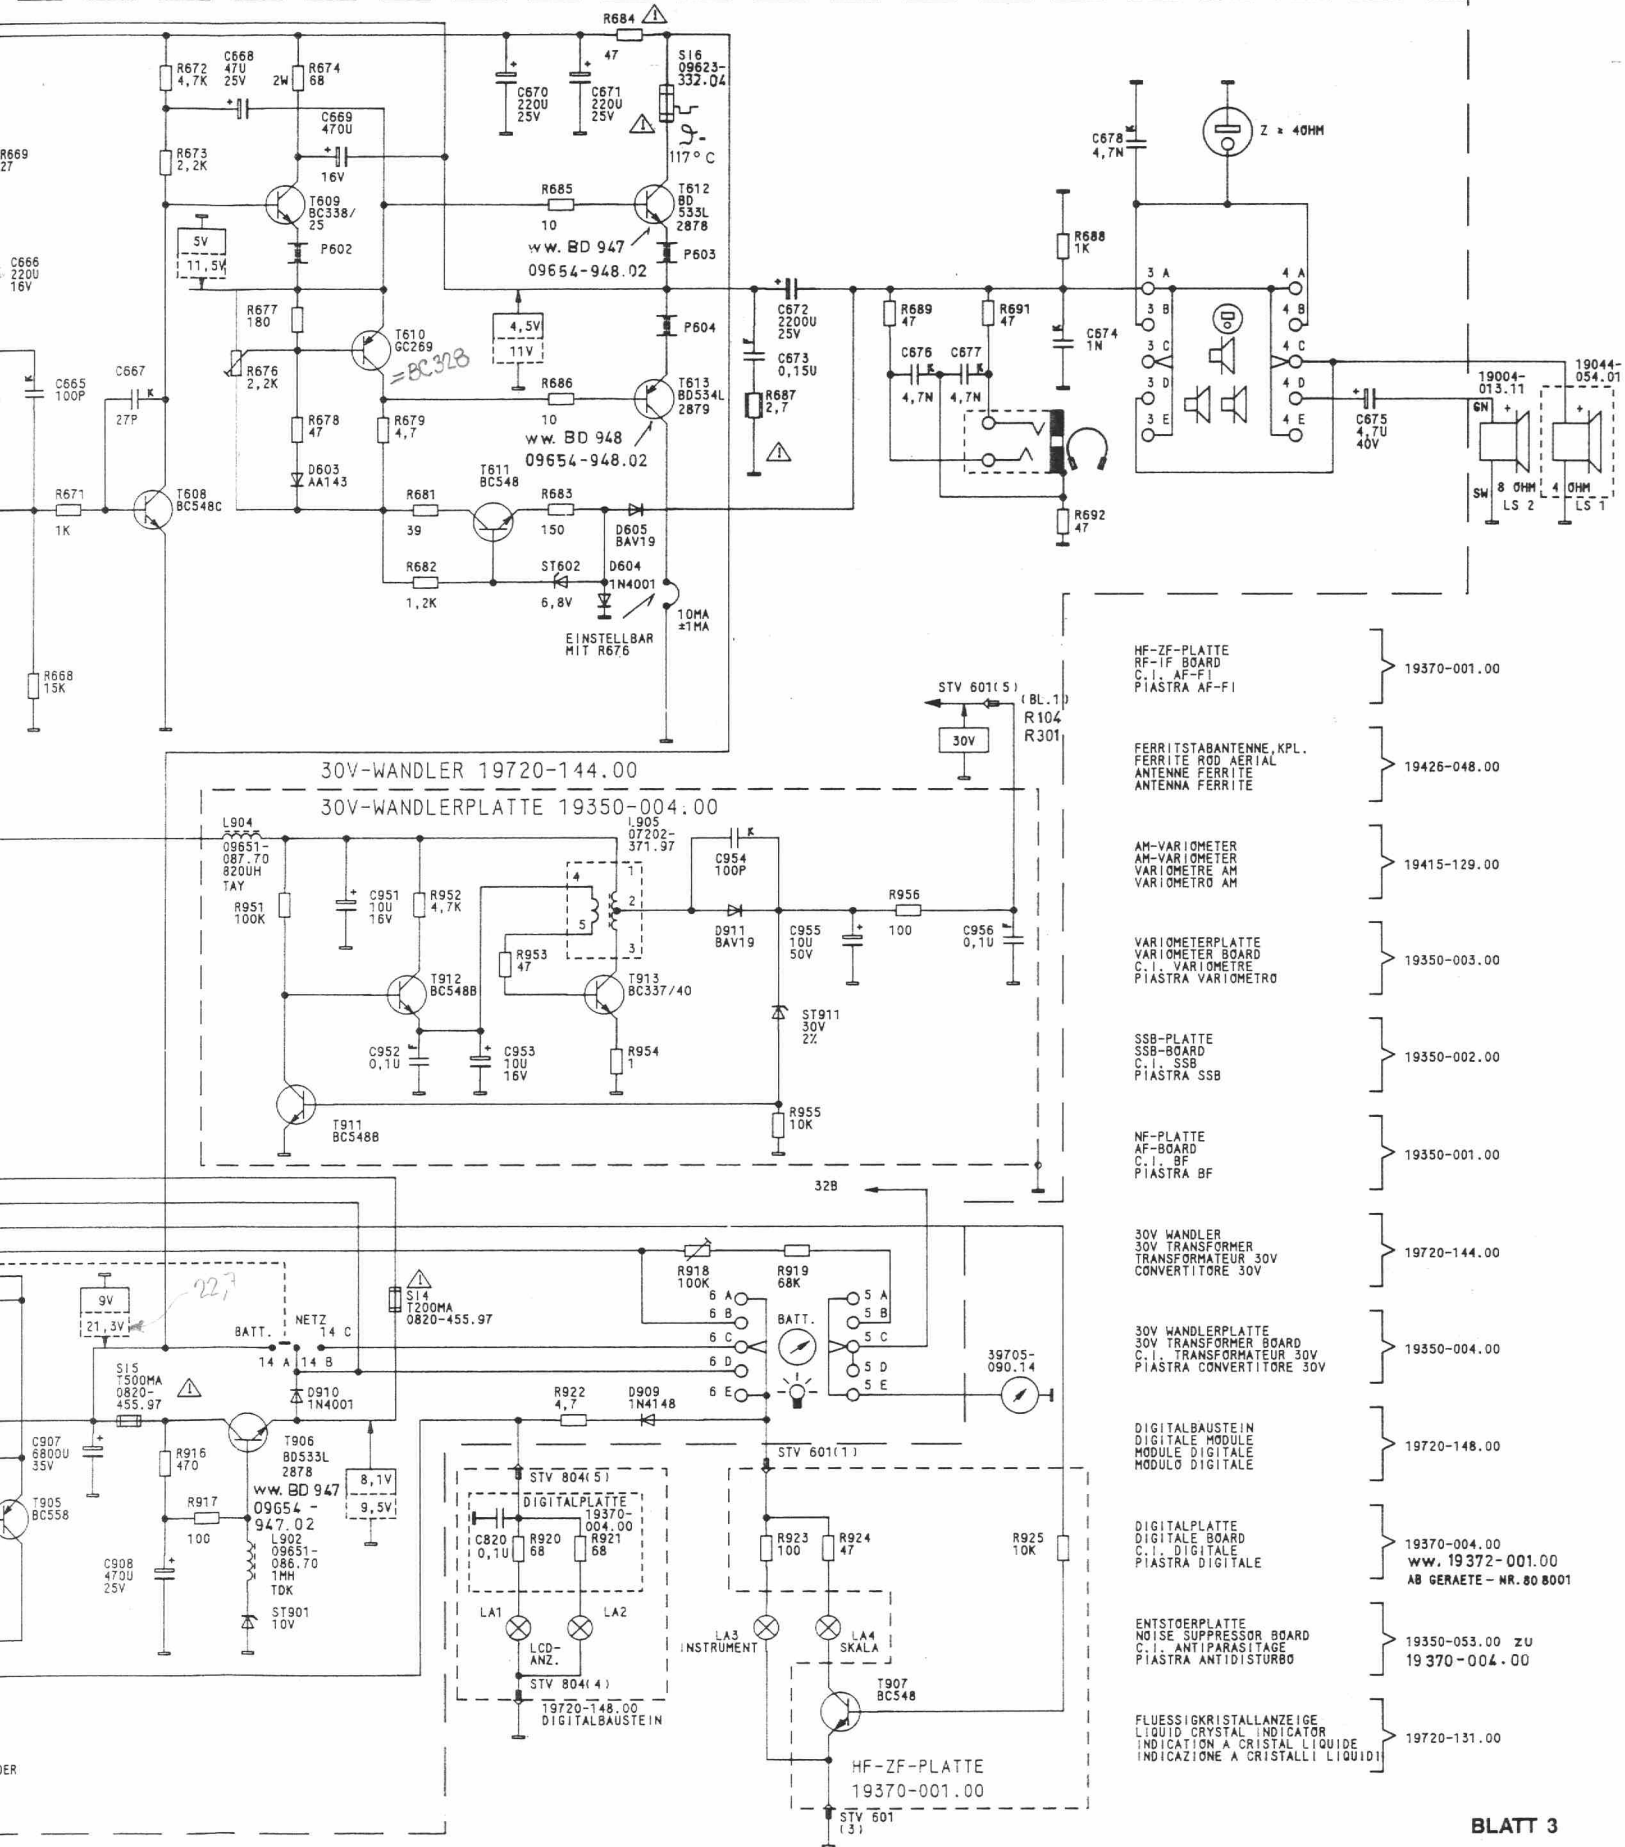 R684
47
R672
4,7K
C668
47U
25V
2W
R674
68
C670
220U
25V
C671
220U
25V
SI6
09623-
332.04
117°C
C669
470U
16V
R669
27
R673
2,2K
C678
4,7N
Z ≥ 4OHM
T609
BC338/
25
R685
10
T612
BD
533L
2878
ww. BD 947
09654-948.02
P602
P603
5V
11,5V
C666
220U
16V
R688
1K
3 A
3 B
3 C
3 D
3 E
4 A
4 B
4 C
4 D
4 E
R677
180
T610
GC269
=BC328
4,5V
11V
P604
C672
2200U
25V
C673
0,15U
R689
47
R691
47
C674
1N
C676
4,7N
C677
4,7N
R676
2,2K
C665
100P
C667
27P
R686
10
T613
BD534L
2879
R687
2,7
ww. BD 948
09654-948.02
R678
47
R679
4,7
19004-
013.11
GN
19044-
054.01
C675
4,7U
40V
SW
8 OHM
LS 2
4 OHM
LS 1
D603
AA143
T611
BC548
R671
1K
T608
BC548C
R681
39
R683
150
D605
BAV19
R692
47
R682
1,2K
ST602
6,8V
D604
1N4001
10MA
±1MA
EINSTELLBAR
MIT R676
R668
15K
STV 601(5)
(BL.1)
R104
R301
30V
30V-WANDLER 19720-144.00
30V-WANDLERPLATTE 19350-004.00
L904
09651-
087.70
820UH
TAY
L905
07202-
371.97
1
2
3
4
5
C954
100P
R951
100K
C951
10U
16V
R952
4,7K
D911
BAV19
C955
10U
50V
R956
100
C956
0,1U
R953
47
T912
BC548B
T913
BC337/40
ST911
30V
2%
C952
0,1U
C953
10U
16V
R954
1
T911
BC548B
R955
10K
32B
R918
100K
R919
68K
6 A
6 B
6 C
6 D
6 E
BATT.
5 A
5 B
5 C
5 D
5 E
9V
21,3V
22,7
BATT.
NETZ
14 C
14 A
14 B
SI4
T200MA
0820-455.97
39705-
090.14
SI5
T500MA
0820-
455.97
D910
1N4001
R922
4,7
D909
1N4148
C907
6800U
35V
R916
470
T906
BD533L
2878
ww. BD 947
09654-
947.02
8,1V
9,5V
STV 601(1)
STV 804(5)
DIGITALPLATTE
19370-
004.00
T905
BC558
R917
100
L902
09651-
086.70
1MH
TDK
C820
0,1U
R920
68
R921
68
R923
100
R924
47
R925
10K
C908
470U
25V
ST901
10V
LA1
LA2
LCD-
ANZ.
LA3
INSTRUMENT
LA4
SKALA
STV 804(4)
19720-148.00
DIGITALBAUSTEIN
T907
BC548
HF-ZF-PLATTE
19370-001.00
STV 601
(3)
HF-ZF-PLATTE
RF-IF BOARD
C.I. AF-FI
PIASTRA AF-FI
19370-001.00
FERRITSTABANTENNE,KPL.
FERRITE ROD AERIAL
ANTENNE FERRITE
ANTENNA FERRITE
19426-048.00
AM-VARIOMETER
AM-VARIOMETER
VARIOMETRE AM
VARIOMETRO AM
19415-129.00
VARIOMETERPLATTE
VARIOMETER BOARD
C.I. VARIOMETRE
PIASTRA VARIOMETRO
19350-003.00
SSB-PLATTE
SSB-BOARD
C.I. SSB
PIASTRA SSB
19350-002.00
NF-PLATTE
AF-BOARD
C.I. BF
PIASTRA BF
19350-001.00
30V WANDLER
30V TRANSFORMER
TRANSFORMATEUR 30V
CONVERTITORE 30V
19720-144.00
30V WANDLERPLATTE
30V TRANSFORMER BOARD
C.I. TRANSFORMATEUR 30V
PIASTRA CONVERTITORE 30V
19350-004.00
DIGITALBAUSTEIN
DIGITALE MODULE
MODULE DIGITALE
MODULO DIGITALE
19720-148.00
DIGITALPLATTE
DIGITALE BOARD
C.I. DIGITALE
PIASTRA DIGITALE
19370-004.00
WW. 19372-001.00
AB GERAETE-NR. 80 8001
ENTSTOERPLATTE
NOISE SUPPRESSOR BOARD
C.I. ANTIPARASITAGE
PIASTRA ANTIDISTURBO
19350-053.00 ZU
19370-004.00
FLUESSIGKRISTALLANZEIGE
LIQUID CRYSTAL INDICATOR
INDICATION A CRISTAL LIQUIDE
INDICAZIONE A CRISTALLI LIQUIDI
19720-131.00
BLATT 3